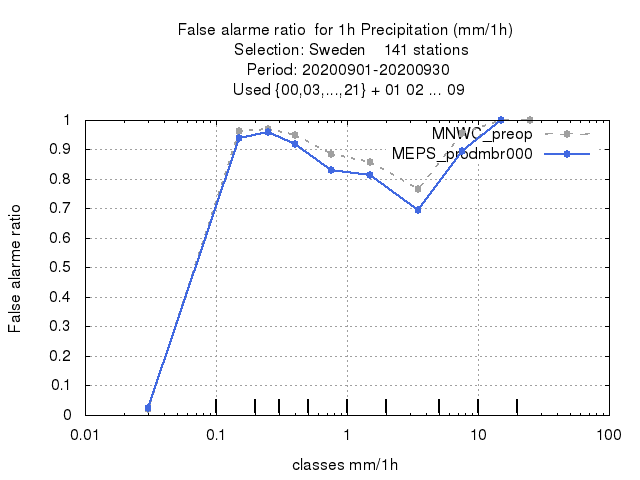 False alarme ratio  for 1h Precipitation (mm/1h)
Selection: Sweden    141 stations
Period: 20200901-20200930
Used {00,03,...,21} + 01 02 ... 09
MNWC_preop
MEPS_prodmbr000
1
0.9
0.8
0.7
0.6
0.5
0.4
0.3
0.2
0.1
0
False alarme ratio
0.01 0.1 1 10 100
classes mm/1h